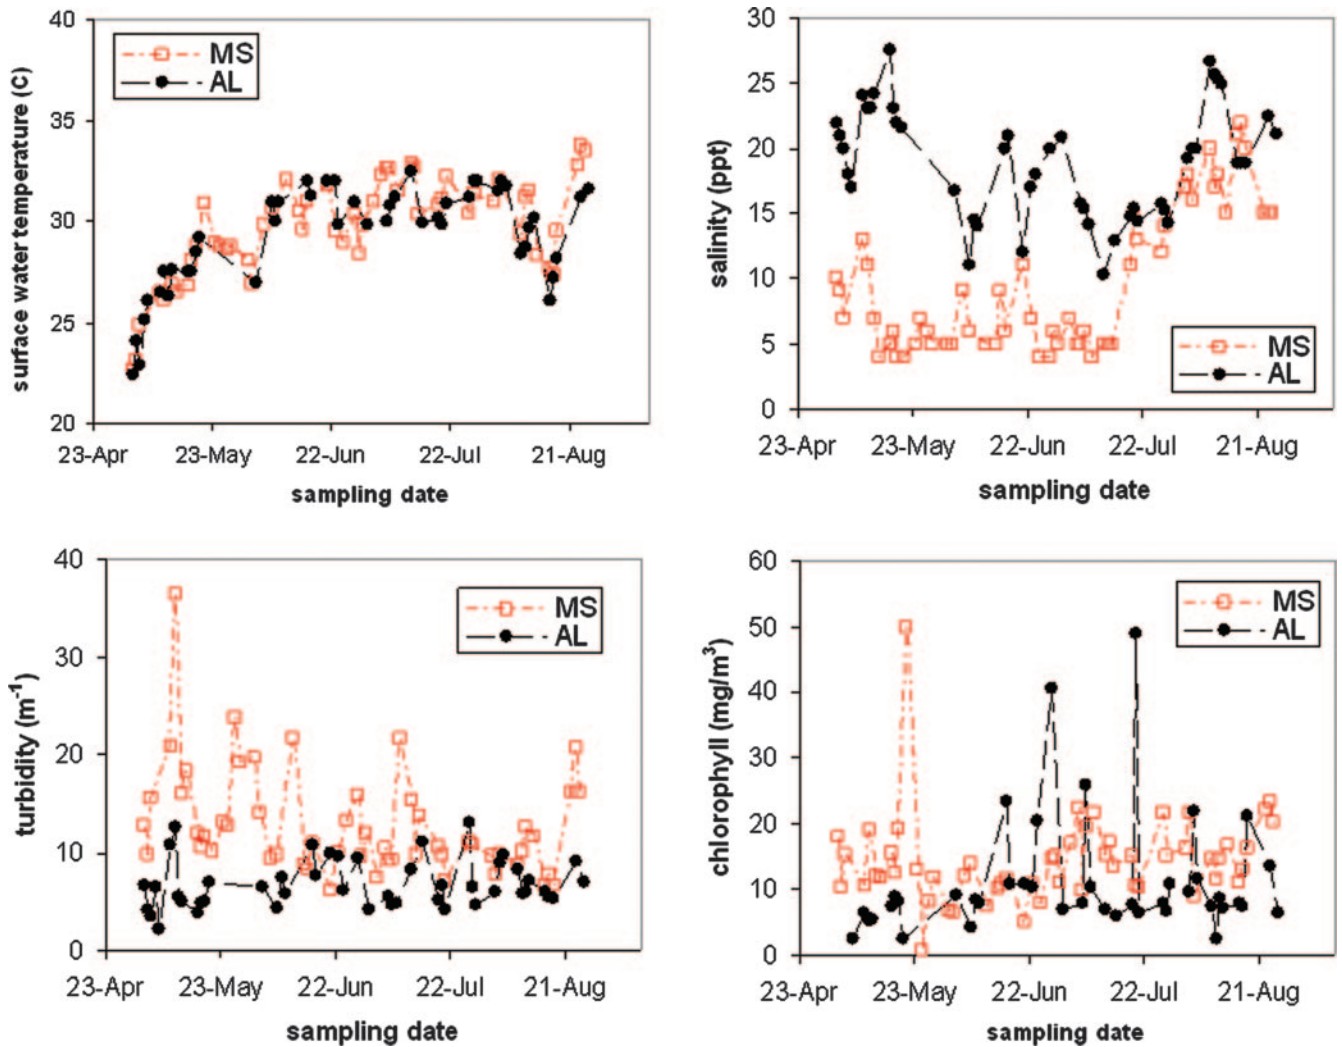 40
35
30
25
20
surface water temperature (C)
MS
AL
23-Apr 23-May 22-Jun 22-Jul 21-Aug
sampling date
30
25
20
15
10
5
0
salinity (ppt)
MS
AL
23-Apr 23-May 22-Jun 22-Jul 21-Aug
sampling date
40
30
20
10
0
turbidity (m⁻¹)
MS
AL
23-Apr 23-May 22-Jun 22-Jul 21-Aug
sampling date
60
50
40
30
20
10
0
chlorophyll (mg/m³)
MS
AL
23-Apr 23-May 22-Jun 22-Jul 21-Aug
sampling date